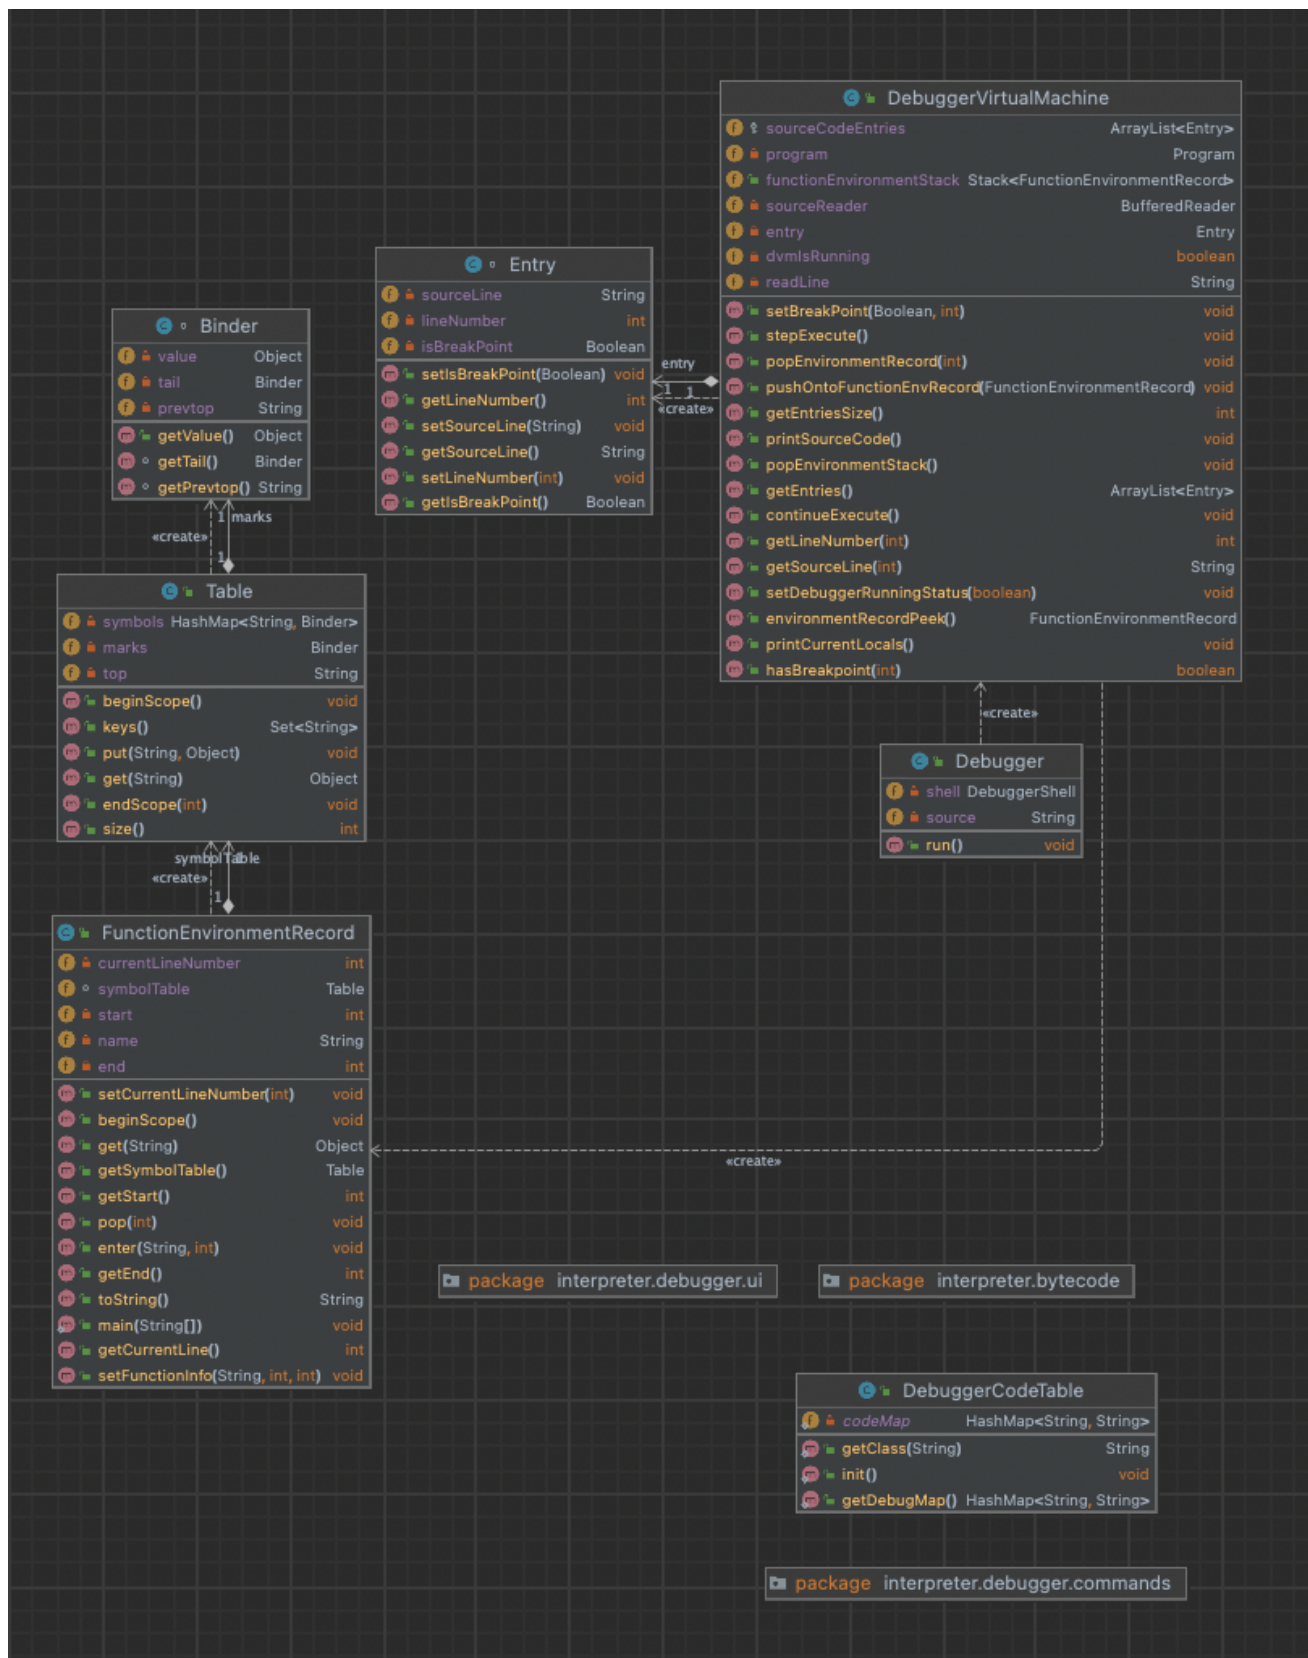 DebuggerVirtualMachine
sourceCodeEntries ArrayList<Entry>
program Program
functionEnvironmentStack Stack<FunctionEnvironmentRecord>
sourceReader BufferedReader
entry Entry
dvmIsRunning boolean
readLine String
setBreakPoint(Boolean, int) void
stepExecute() void
popEnvironmentRecord(int) void
pushOntoFunctionEnvRecord(FunctionEnvironmentRecord) void
getEntriesSize() int
printSourceCode() void
popEnvironmentStack() void
getEntries() ArrayList<Entry>
continueExecute() void
getLineNumber(int) int
getSourceLine(int) String
setDebuggerRunningStatus(boolean) void
environmentRecordPeek() FunctionEnvironmentRecord
printCurrentLocals() void
hasBreakpoint(int) boolean
Entry
sourceLine String
lineNumber int
isBreakPoint Boolean
setIsBreakPoint(Boolean) void
getLineNumber() int
setSourceLine(String) void
getSourceLine() String
setLineNumber(int) void
getIsBreakPoint() Boolean
entry
1 1
«create»
Binder
value Object
tail Binder
prevtop String
getValue() Object
getTail() Binder
getPrevtop() String
1 marks
«create»
1
Table
symbols HashMap<String, Binder>
marks Binder
top String
beginScope() void
keys() Set<String>
put(String, Object) void
get(String) Object
endScope(int) void
size() int
«create»
Debugger
shell DebuggerShell
source String
run() void
symbolTable
«create»
1
FunctionEnvironmentRecord
currentLineNumber int
symbolTable Table
start int
name String
end int
setCurrentLineNumber(int) void
beginScope() void
get(String) Object
getSymbolTable() Table
getStart() int
pop(int) void
enter(String, int) void
getEnd() int
toString() String
main(String[]) void
getCurrentLine() int
setFunctionInfo(String, int, int) void
«create»
package interpreter.debugger.ui
package interpreter.bytecode
DebuggerCodeTable
codeMap HashMap<String, String>
getClass(String) String
init() void
getDebugMap() HashMap<String, String>
package interpreter.debugger.commands